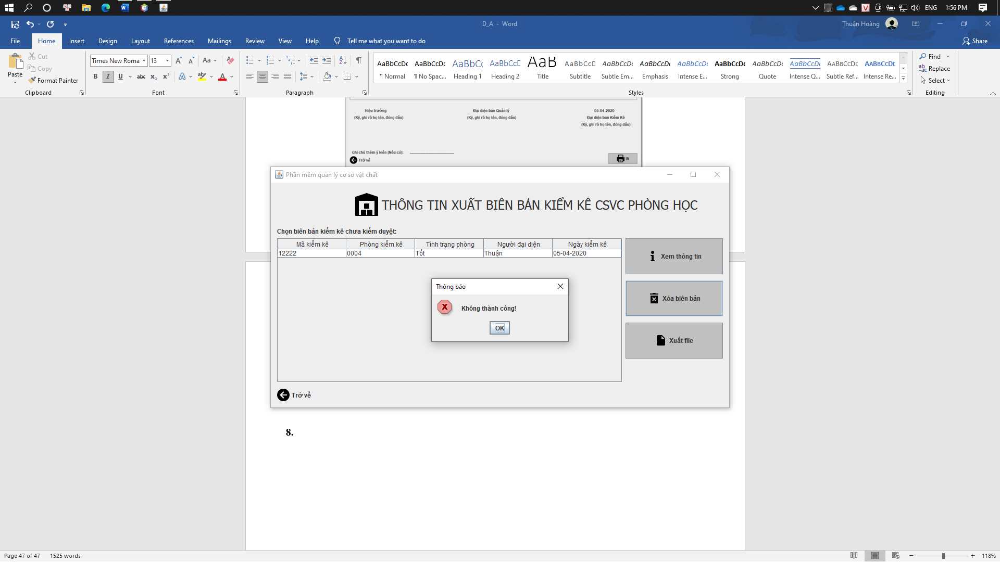 ENG 1:56 PM
D_A - Word
Thuận Hoàng
File Home Insert Design Layout References Mailings Review View Help Tell me what you want to do
Share
Paste
Cut
Copy
Format Painter
Clipboard
Times New Roma 13
Font
Paragraph
AaBbCcDc AaBbCcDc AaBbCc AaBbCcD AaB AaBbCcD AaBbCcDc AaBbCcDc AaBbCcDc AaBbCcDc AaBbCcDc AaBbCcDc AaBbCcDd AaBbCcDc
¶ Normal ¶ No Spac... Heading 1 Heading 2 Title Subtitle Subtle Em... Emphasis Intense E... Strong Quote Intense Q... Subtle Ref... Intense Re...
Styles
Find
Replace
Select
Editing
Hiệu trưởng
(Ký, ghi rõ họ tên, đóng dấu)
Đại diện ban Quản lý
(Ký, ghi rõ họ tên, đóng dấu)
05-04-2020
Đại diện ban Kiểm Kê
(Ký, ghi rõ họ tên, đóng dấu)
Ghi chú thêm ý kiến (Nếu có):
Trở về
IN
Phần mềm quản lý cơ sở vật chất
THÔNG TIN XUẤT BIÊN BẢN KIỂM KÊ CSVC PHÒNG HỌC
Chọn biên bản kiểm kê chưa kiểm duyệt:
Mã kiểm kê Phòng kiểm kê Tình trạng phòng Người đại diện Ngày kiểm kê
12222 0004 Tốt Thuận 05-04-2020
Xem thông tin
Xóa biên bản
Xuất file
Thông báo
Không thành công!
OK
Trở về
8.
Page 47 of 47 1525 words
118%